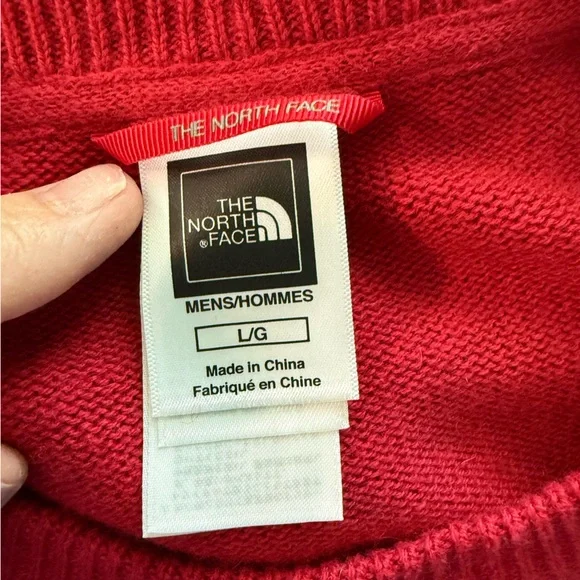 THE NORTH FACE
THE
NORTH
®FACE
MENS/HOMMES
L/G
Made in China
Fabriqué en Chine